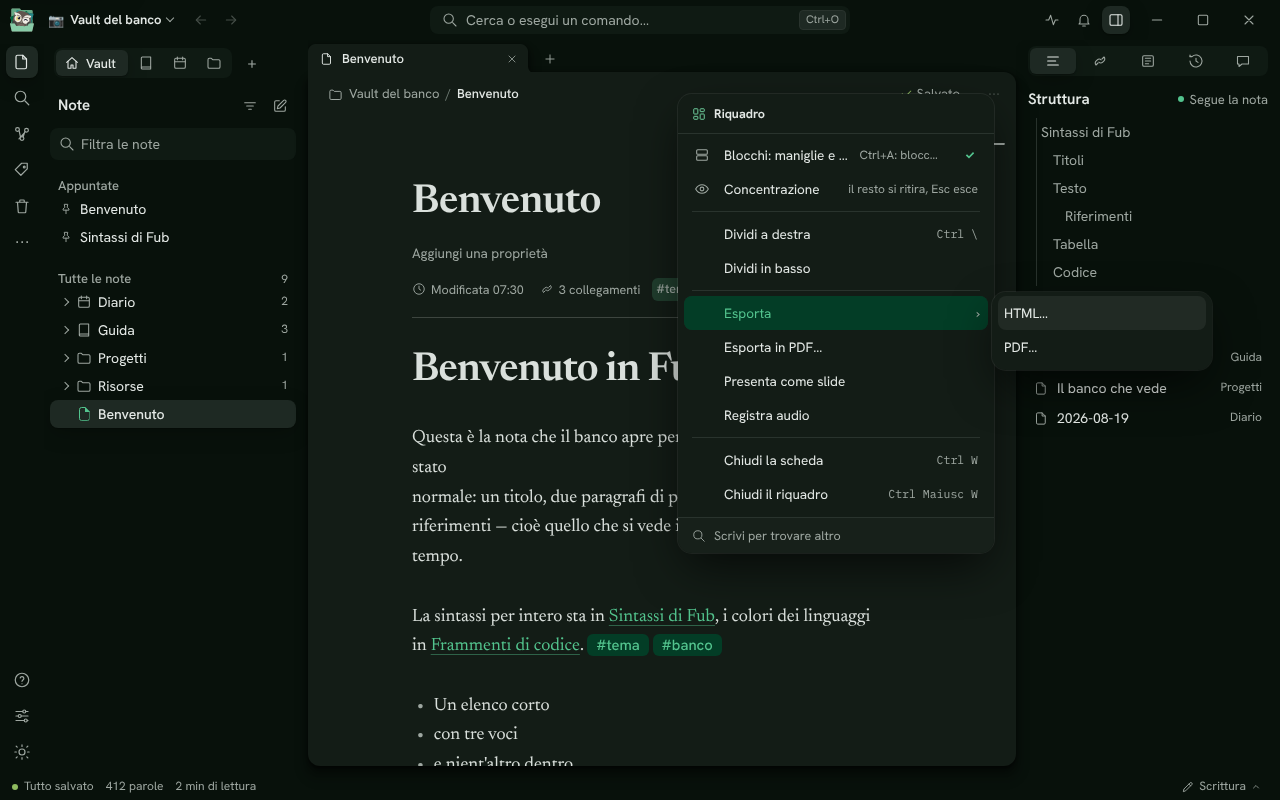 Vault del banco
Cerca o esegui un comando…
Ctrl+O
Vault
Note
Filtra le note
Appuntate
Benvenuto
Sintassi di Fub
Tutte le note 9
Diario 2
Guida 3
Progetti 1
Risorse 1
Benvenuto
Benvenuto
Vault del banco / Benvenuto
Salvato
Benvenuto
Aggiungi una proprietà
Modificata 07:30 3 collegamenti
Benvenuto in
Questa è la nota che il banco apre
stato
normale: un titolo, due paragrafi di
riferimenti — cioè quello che si vede
tempo.
La sintassi per intero sta in Sintassi di Fub, i colori dei linguaggi
in Frammenti di codice. #tema #banco
Un elenco corto
con tre voci
e nient'altro dentro
Riquadro
Blocchi: maniglie e … Ctrl+A: blocc…
Concentrazione il resto si ritira, Esc esce
Dividi a destra Ctrl \
Dividi in basso
Esporta ›
Esporta in PDF…
Presenta come slide
Registra audio
Chiudi la scheda Ctrl W
Chiudi il riquadro Ctrl Maiusc W
Scrivi per trovare altro
HTML…
PDF…
Struttura
Segue la nota
Sintassi di Fub
Titoli
Testo
Riferimenti
Tabella
Codice
Guida
Il banco che vede Progetti
2026-08-19 Diario
Tutto salvato 412 parole 2 min di lettura
Scrittura